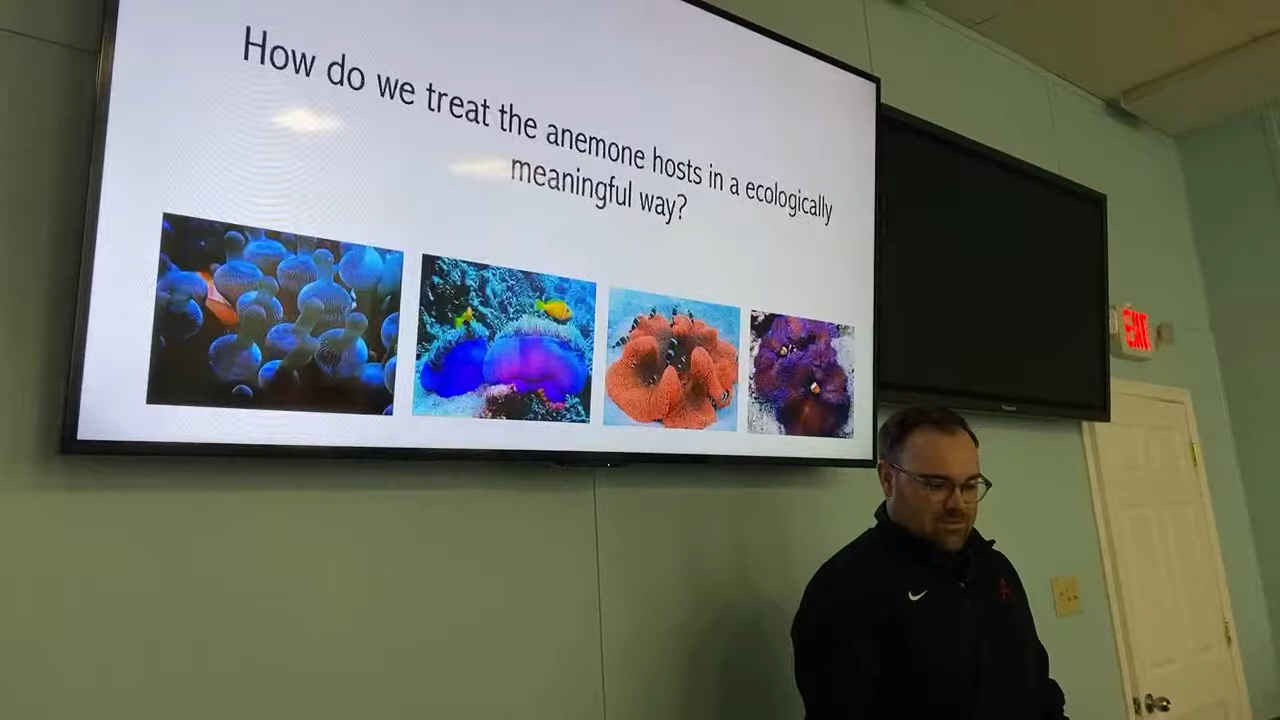 How do we treat the anemone hosts in a ecologically
meaningful way?
EXIT